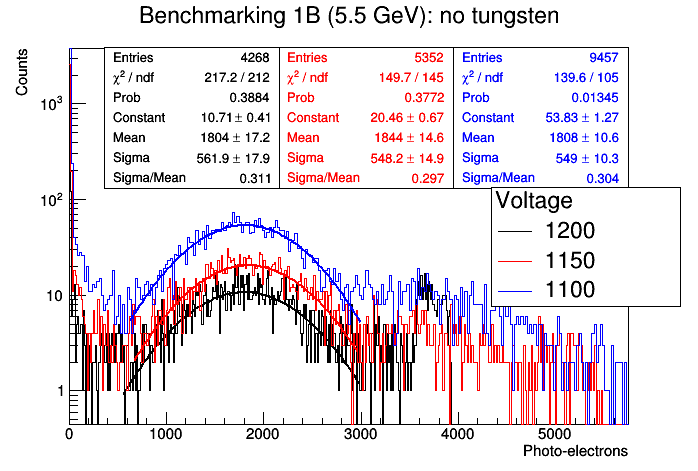 Benchmarking 1B (5.5 GeV): no tungsten
Counts
Entries 4268
χ² / ndf 217.2 / 212
Prob 0.3884
Constant 10.71 ± 0.41
Mean 1804 ± 17.2
Sigma 561.9 ± 17.9
Sigma/Mean 0.311
Entries 5352
χ² / ndf 149.7 / 145
Prob 0.3772
Constant 20.46 ± 0.67
Mean 1844 ± 14.6
Sigma 548.2 ± 14.9
Sigma/Mean 0.297
Entries 9457
χ² / ndf 139.6 / 105
Prob 0.01345
Constant 53.83 ± 1.27
Mean 1808 ± 10.6
Sigma 549 ± 10.3
Sigma/Mean 0.304
Voltage
1200
1150
1100
10³
10²
10
1
0 1000 2000 3000 4000 5000
Photo-electrons